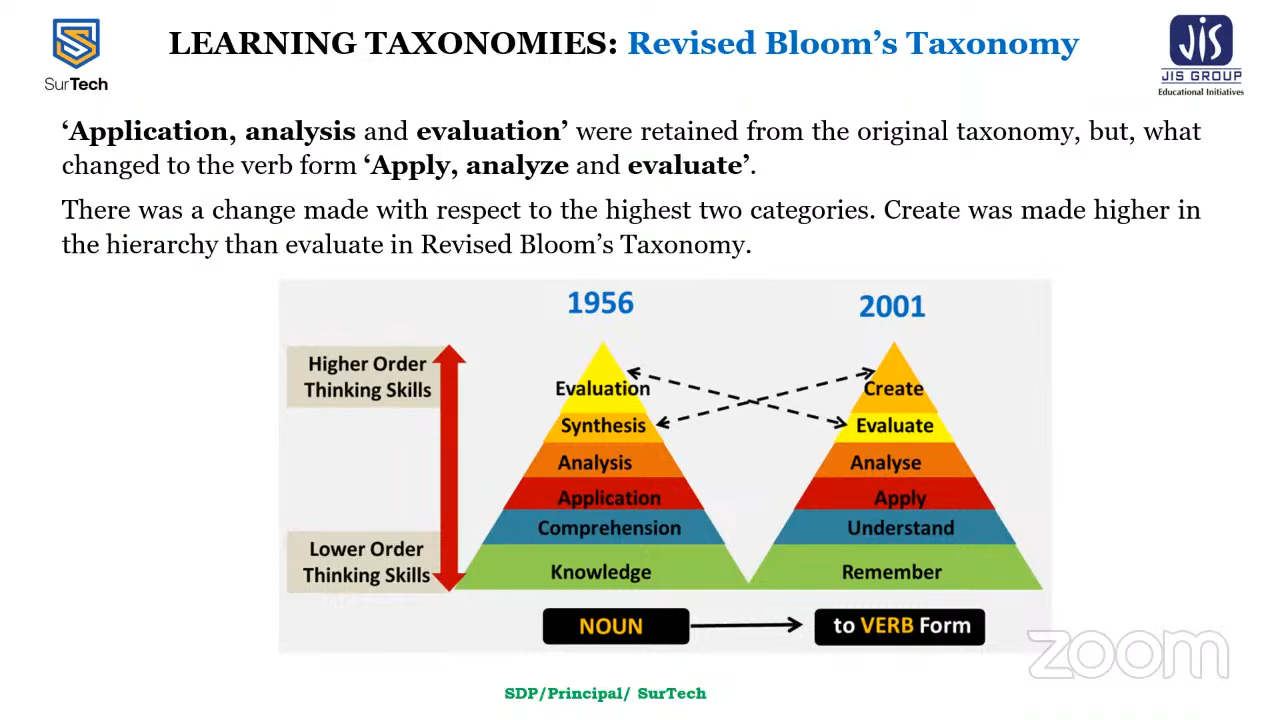 LEARNING TAXONOMIES: Revised Bloom's Taxonomy
SurTech
JIS
JIS GROUP
Educational Initiatives
‘Application, analysis and evaluation’ were retained from the original taxonomy, but, what
changed to the verb form ‘Apply, analyze and evaluate’.
There was a change made with respect to the highest two categories. Create was made higher in
the hierarchy than evaluate in Revised Bloom’s Taxonomy.
1956
2001
Higher Order
Thinking Skills
Evaluation
Create
Synthesis
Evaluate
Analysis
Analyse
Application
Apply
Comprehension
Understand
Lower Order
Thinking Skills
Knowledge
Remember
NOUN
to VERB Form
zoom
SDP/Principal/ SurTech